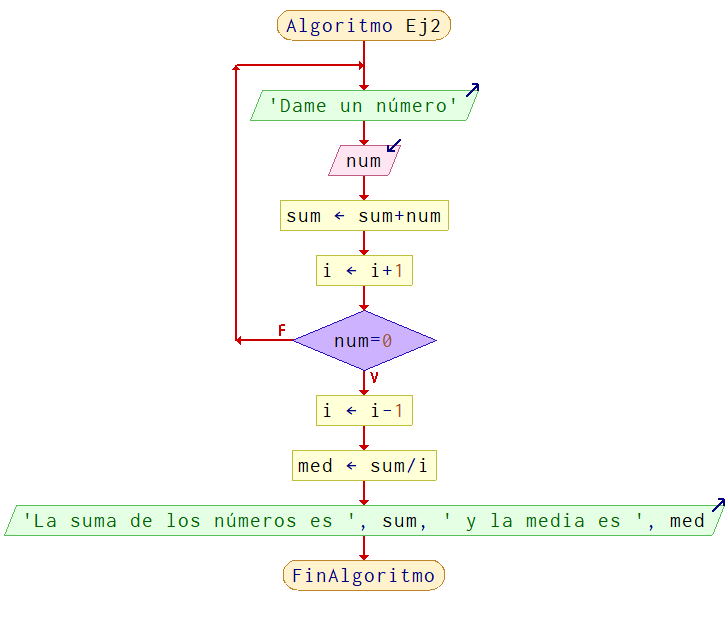 Algoritmo Ej2
'Dame un número'
num
sum ← sum+num
i ← i+1
num=0
F
V
i ← i-1
med ← sum/i
'La suma de los números es ', sum, ' y la media es ', med
FinAlgoritmo